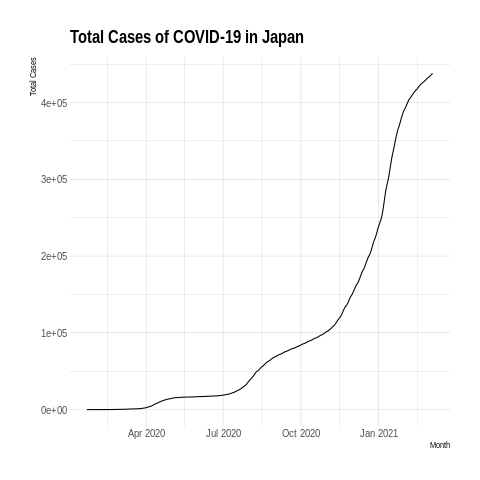 Total Cases of COVID-19 in Japan
Total Cases
4e+05
3e+05
2e+05
1e+05
0e+00
Apr 2020 Jul 2020 Oct 2020 Jan 2021
Month